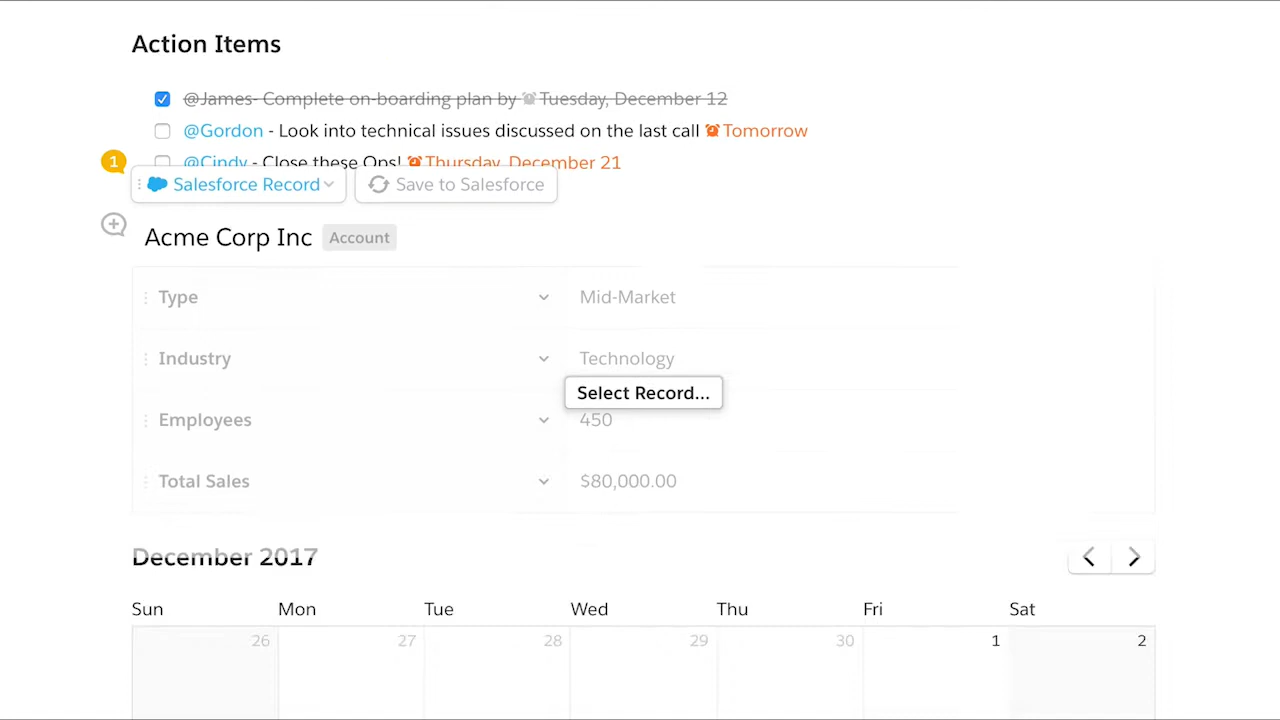 Action Items
@James- Complete on-boarding plan by Tuesday, December 12
@Gordon - Look into technical issues discussed on the last call Tomorrow
1
@Cindy - Close these Ops! Thursday, December 21
Salesforce Record Save to Salesforce
Acme Corp Inc Account
Type Mid-Market
Industry Technology
Select Record...
Employees 450
Total Sales $80,000.00
December 2017
Sun Mon Tue Wed Thu Fri Sat
26 27 28 29 30 1 2